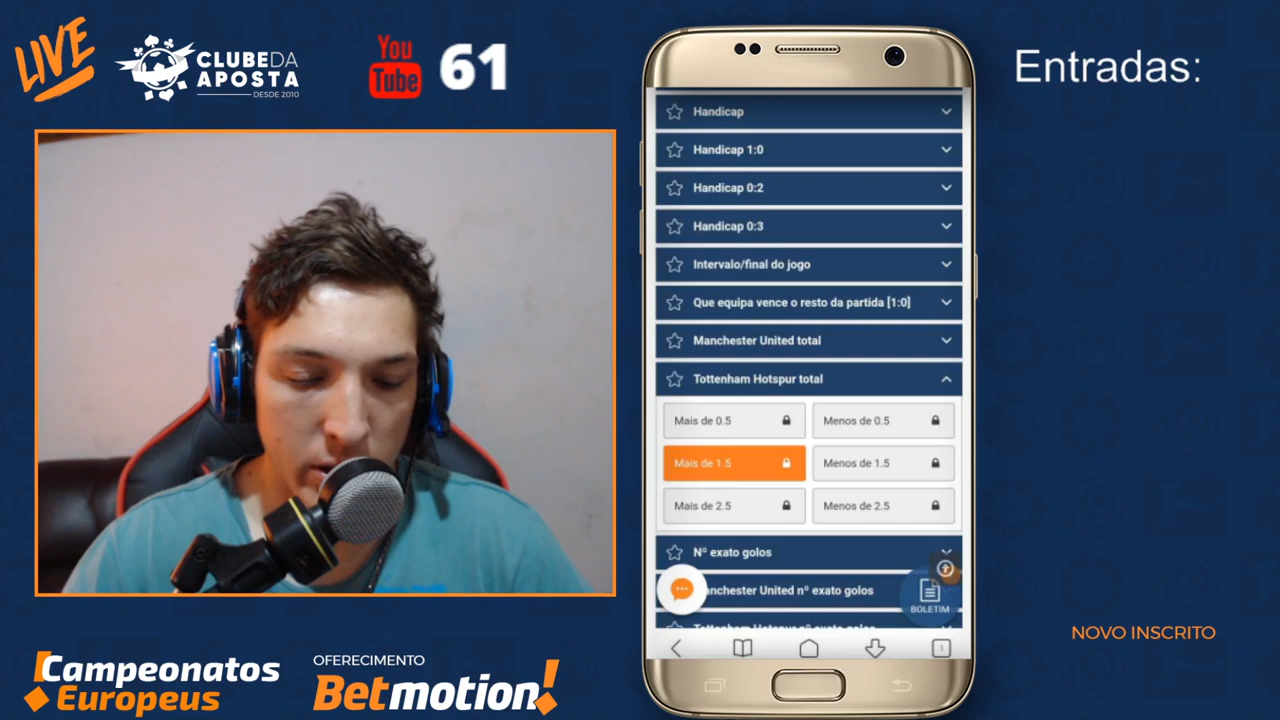 LIVE
CLUBEDA
APOSTA
DESDE 2010
You
Tube
61
Entradas:
Handicap
Handicap 1:0
Handicap 0:2
Handicap 0:3
Intervalo/final do jogo
Que equipa vence o resto da partida [1:0]
Manchester United total
Tottenham Hotspur total
Mais de 0.5
Menos de 0.5
Mais de 1.5
Menos de 1.5
Mais de 2.5
Menos de 2.5
Nº exato golos
anchester United nº exato golos
BOLETIM
1
NOVO INSCRITO
Campeonatos
Europeus
OFERECIMENTO
Betmotion!